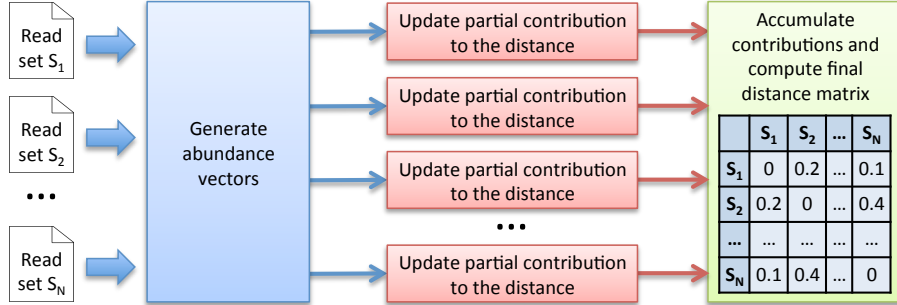 Read
set S1
Read
set S2
...
Read
set SN
Generate
abundance
vectors
Update partial contribution
to the distance
Update partial contribution
to the distance
Update partial contribution
to the distance
...
Update partial contribution
to the distance
Accumulate
contributions and
compute final
distance matrix
S1 S2 ... SN
S1 0 0.2 ... 0.1
S2 0.2 0 ... 0.4
... ... ... ... ...
SN 0.1 0.4 ... 0